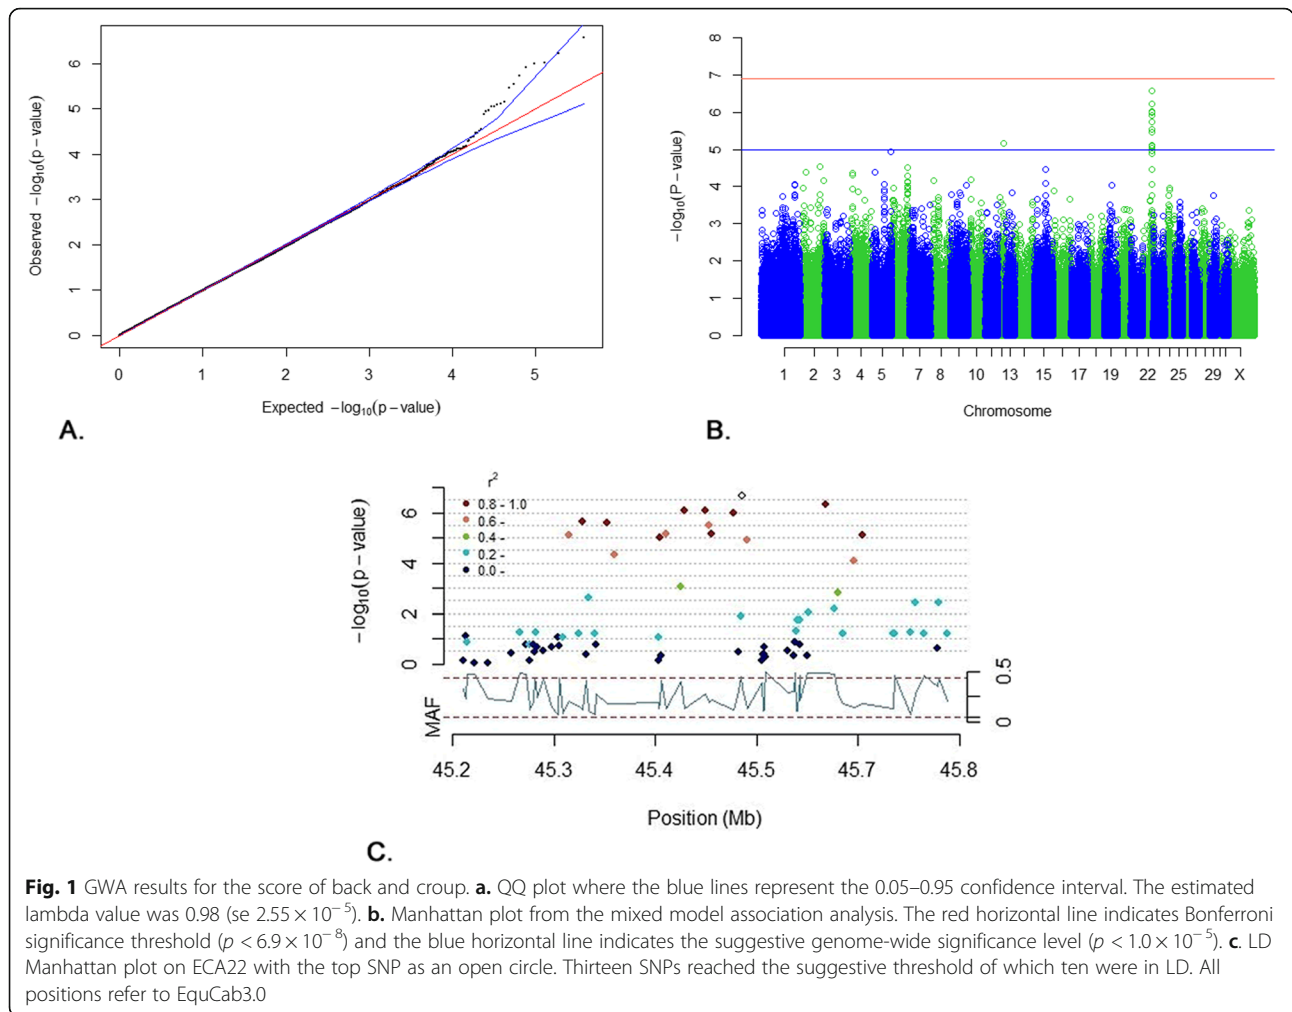 Observed −log10(p − value)
6
5
4
3
2
1
0
0 1 2 3 4 5
Expected −log10(p − value)
A.
−log10(P − value)
8
7
6
5
4
3
2
1
0
1 2 3 4 5 7 8 10 13 15 17 19 22 25 29 X
Chromosome
B.
−log10(p − value)
r2
0.8 - 1.0
0.6 -
0.4 -
0.2 -
0.0 -
6
4
2
0
MAF
0.5
0
45.2 45.3 45.4 45.5 45.7 45.8
Position (Mb)
C.
Fig. 1 GWA results for the score of back and croup. a. QQ plot where the blue lines represent the 0.05–0.95 confidence interval. The estimated
lambda value was 0.98 (se 2.55 × 10−5). b. Manhattan plot from the mixed model association analysis. The red horizontal line indicates Bonferroni
significance threshold (p < 6.9 × 10−8) and the blue horizontal line indicates the suggestive genome-wide significance level (p < 1.0 × 10−5). c. LD
Manhattan plot on ECA22 with the top SNP as an open circle. Thirteen SNPs reached the suggestive threshold of which ten were in LD. All
positions refer to EquCab3.0